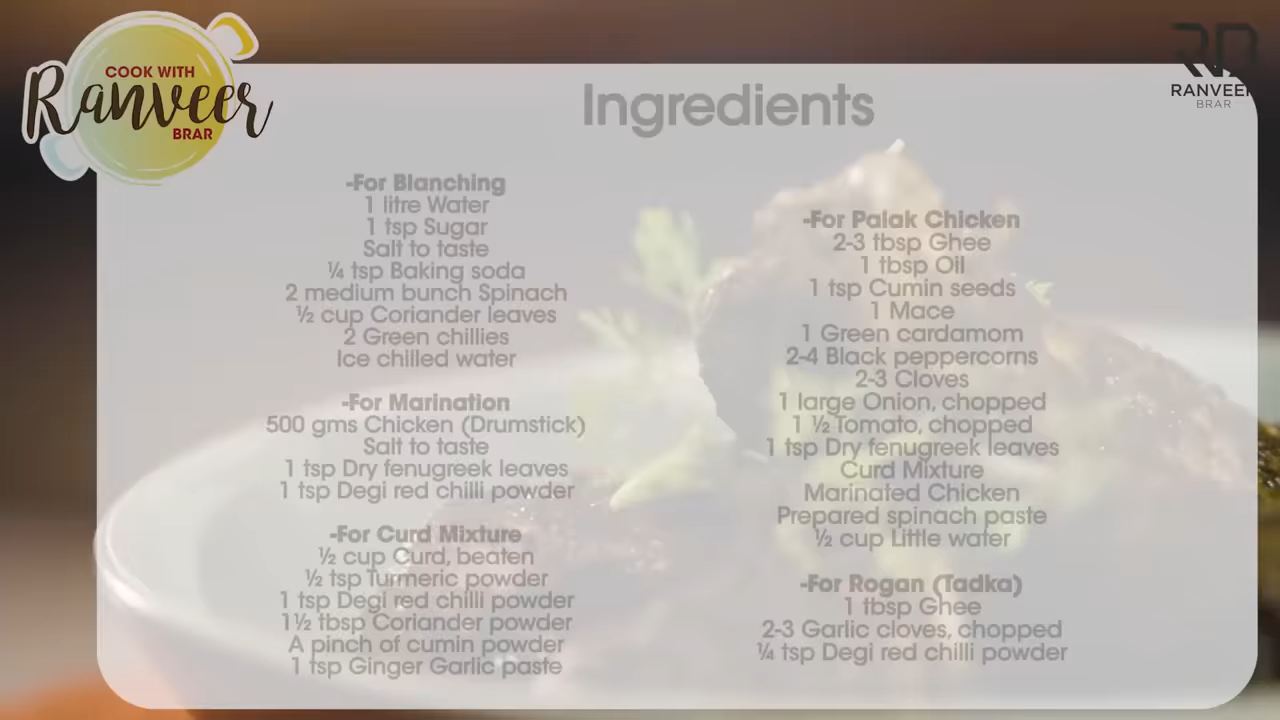 COOK WITH
Ranveer
BRAR
RANVEER
BRAR
Ingredients
-For Blanching
1 litre Water
1 tsp Sugar
Salt to taste
¼ tsp Baking soda
2 medium bunch Spinach
½ cup Coriander leaves
2 Green chillies
Ice chilled water
-For Marination
500 gms Chicken (Drumstick)
Salt to taste
1 tsp Dry fenugreek leaves
1 tsp Degi red chilli powder
-For Curd Mixture
½ cup Curd, beaten
½ tsp Turmeric powder
1 tsp Degi red chilli powder
1½ tbsp Coriander powder
A pinch of cumin powder
1 tsp Ginger Garlic paste
-For Palak Chicken
2-3 tbsp Ghee
1 tbsp Oil
1 tsp Cumin seeds
1 Mace
1 Green cardamom
2-4 Black peppercorns
2-3 Cloves
1 large Onion, chopped
1 ½ Tomato, chopped
1 tsp Dry fenugreek leaves
Curd Mixture
Marinated Chicken
Prepared spinach paste
½ cup Little water
-For Rogan (Tadka)
1 tbsp Ghee
2-3 Garlic cloves, chopped
¼ tsp Degi red chilli powder